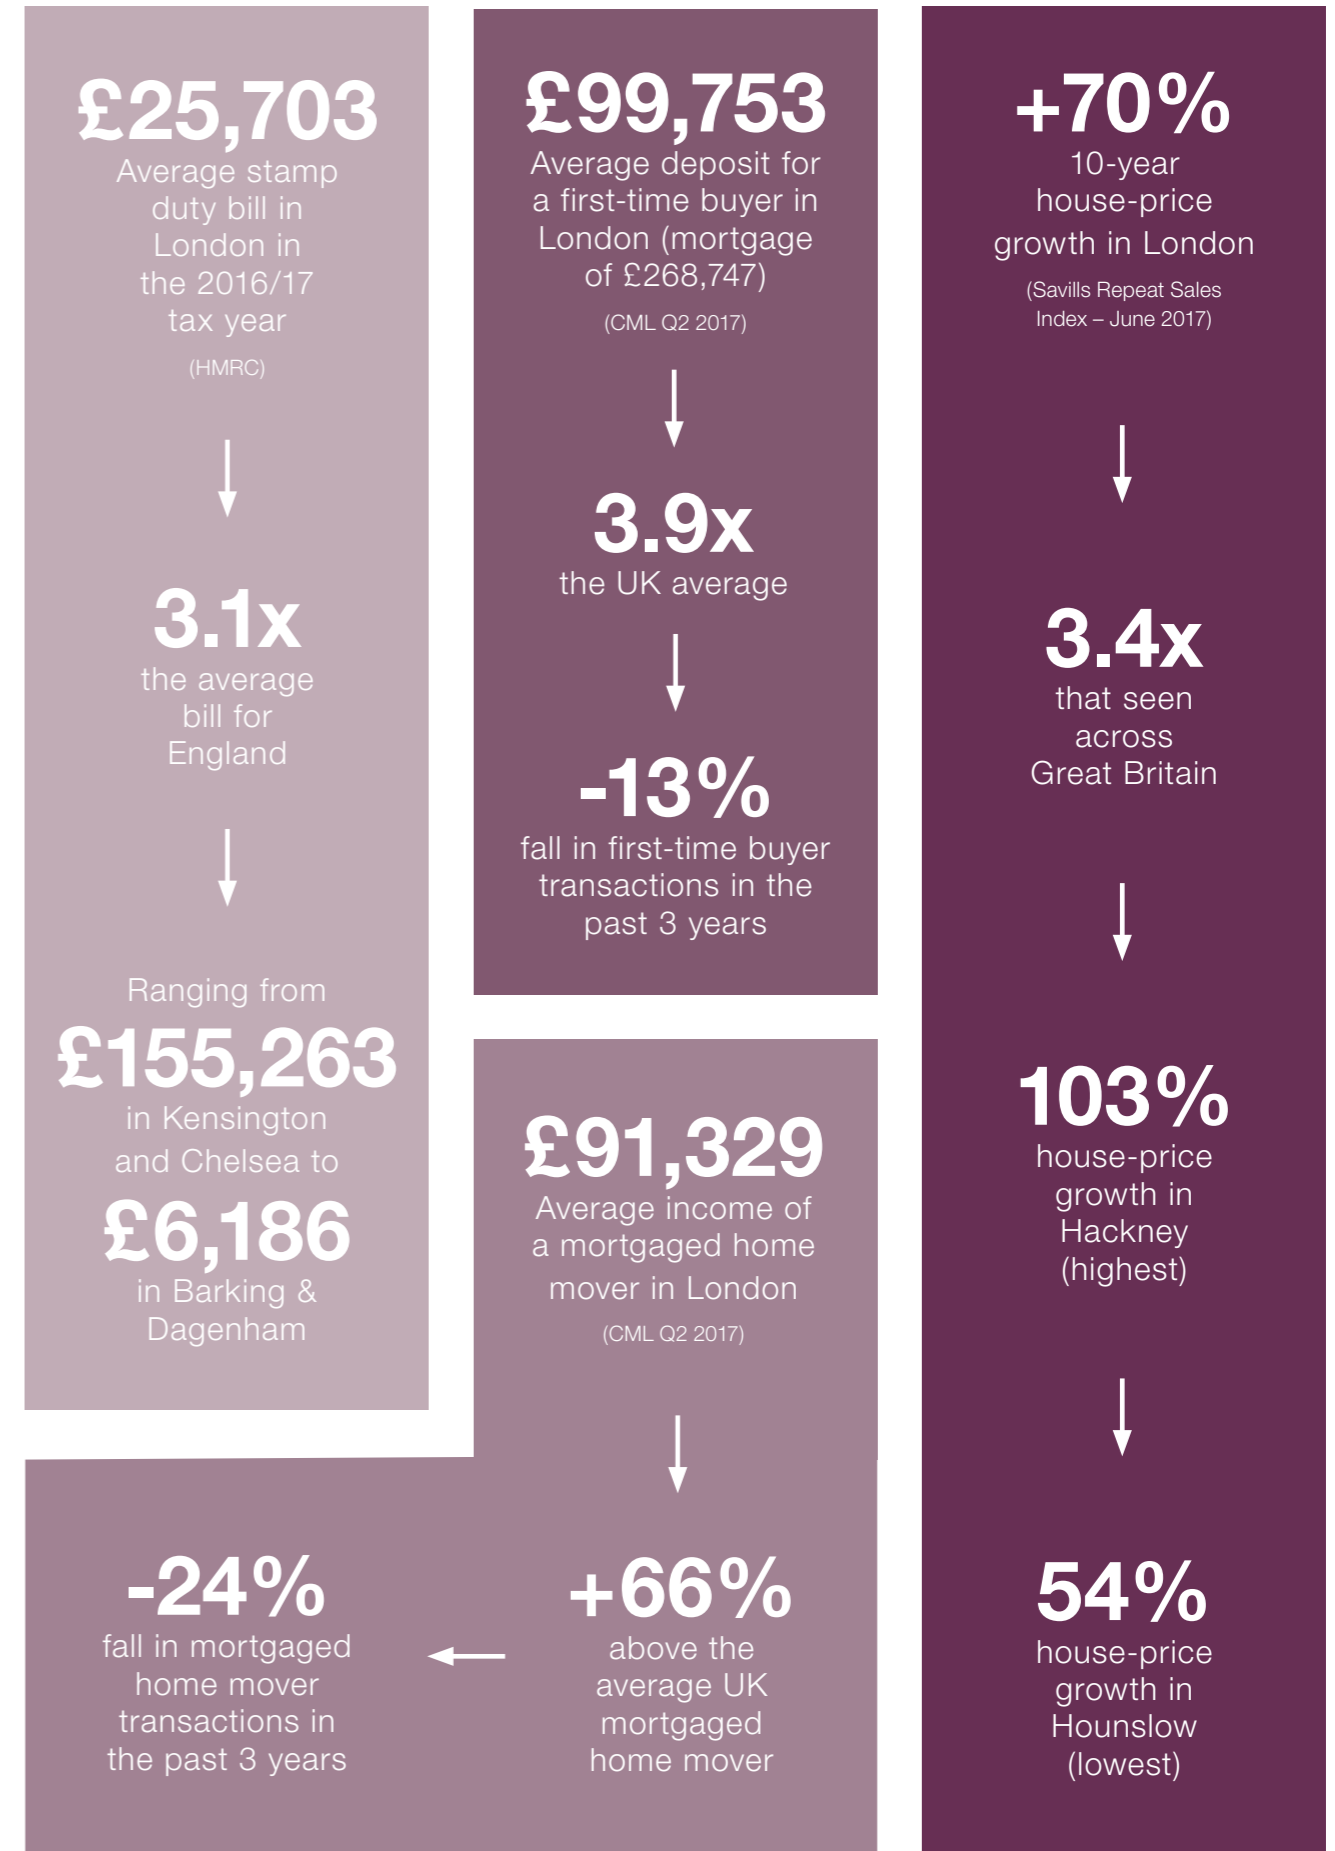 £25,703
Average stamp
duty bill in
London in
the 2016/17
tax year
(HMRC)
3.1x
the average
bill for
England
Ranging from
£155,263
in Kensington
and Chelsea to
£6,186
in Barking &
Dagenham
£99,753
Average deposit for
a first-time buyer in
London (mortgage
of £268,747)
(CML Q2 2017)
3.9x
the UK average
-13%
fall in first-time buyer
transactions in the
past 3 years
£91,329
Average income of
a mortgaged home
mover in London
(CML Q2 2017)
+66%
above the
average UK
mortgaged
home mover
-24%
fall in mortgaged
home mover
transactions in
the past 3 years
+70%
10-year
house-price
growth in London
(Savills Repeat Sales
Index – June 2017)
3.4x
that seen
across
Great Britain
103%
house-price
growth in
Hackney
(highest)
54%
house-price
growth in
Hounslow
(lowest)